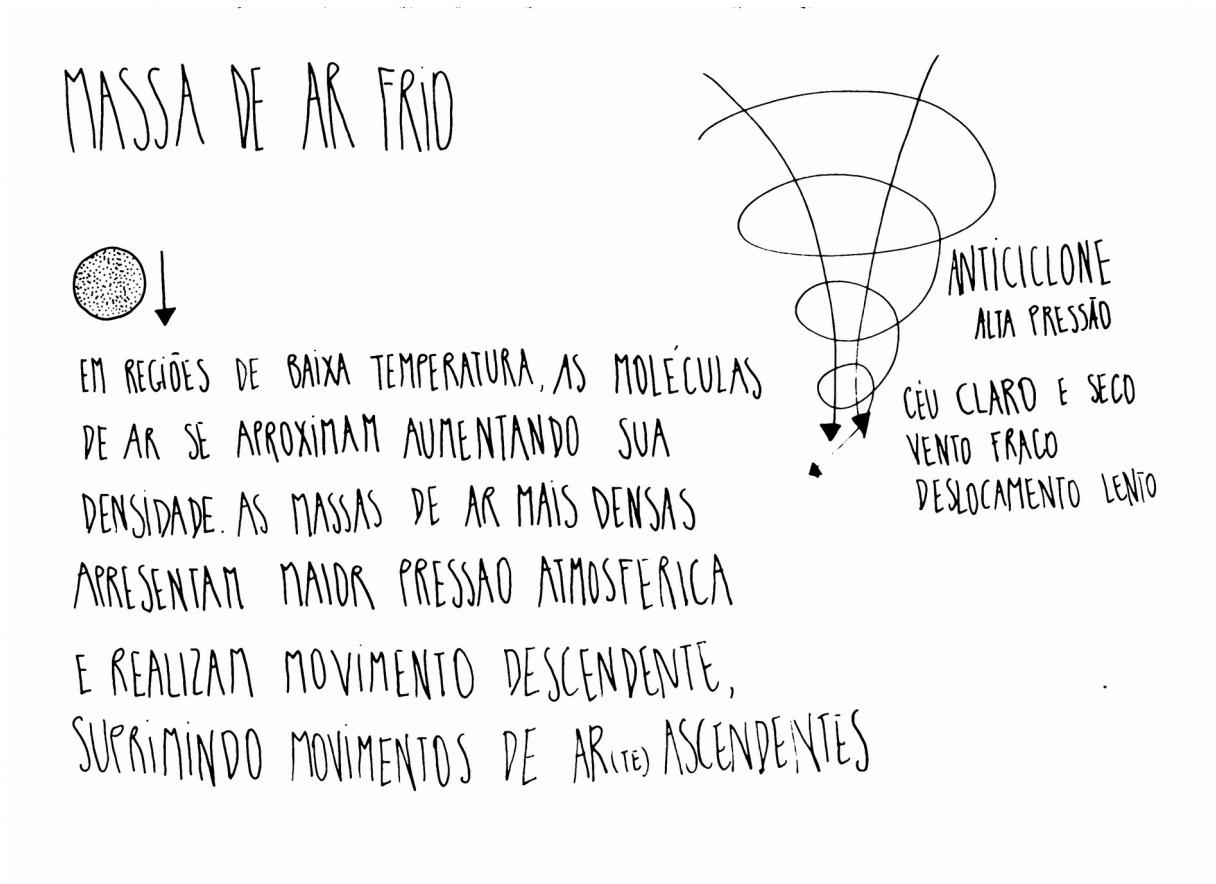 MASSA DE AR FRIO
ANTICICLONE
ALTA PRESSÃO
CÉU CLARO E SECO
VENTO FRACO
DESLOCAMENTO LENTO
EM REGIÕES DE BAIXA TEMPERATURA, AS MOLÉCULAS
DE AR SE APROXIMAM AUMENTANDO SUA
DENSIDADE. AS MASSAS DE AR MAIS DENSAS
APRESENTAM MAIOR PRESSAO ATMOSFERICA
E REALIZAM MOVIMENTO DESCENDENTE,
SUPRIMINDO MOVIMENTOS DE AR(TE) ASCENDENTES